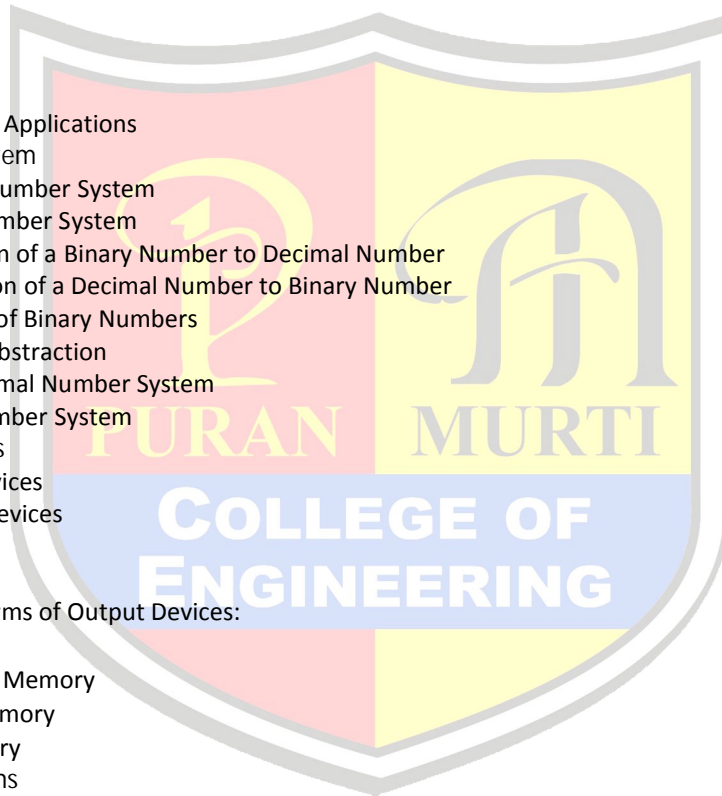 Applications
em
umber System
mber System
n of a Binary Number to Decimal Number
on of a Decimal Number to Binary Number
of Binary Numbers
bstraction
mal Number System
mber System
s
PURAN MURTI
vices
evices
COLLEGE OF
ENGINEERING
rms of Output Devices:
Memory
mory
ry
ns